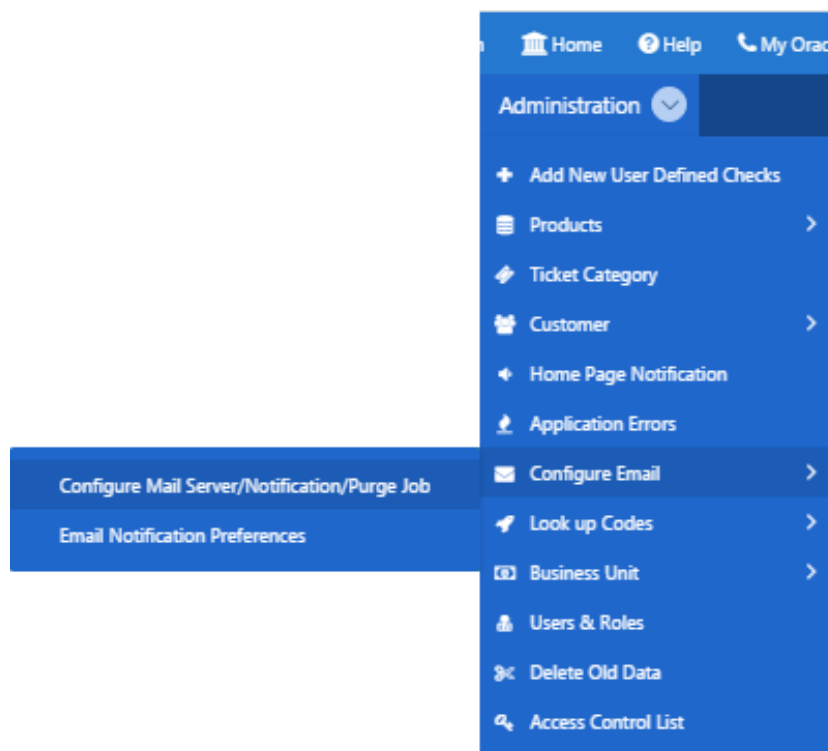 Home Help My Orac
Administration
Add New User Defined Checks
Products
Ticket Category
Customer
Home Page Notification
Application Errors
Configure Email
Configure Mail Server/Notification/Purge Job
Email Notification Preferences
Look up Codes
Business Unit
Users & Roles
Delete Old Data
Access Control List